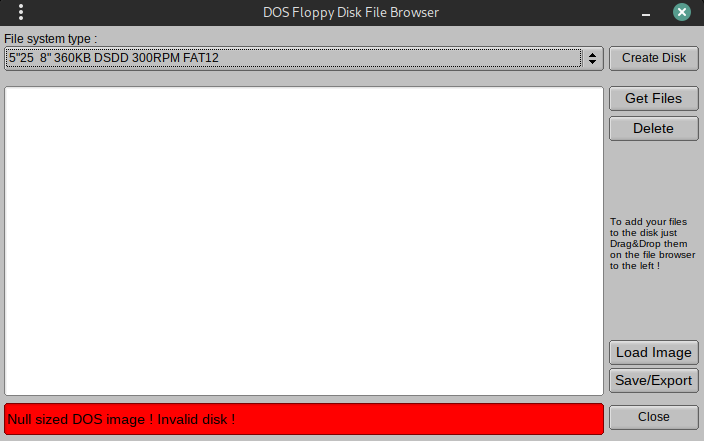 DOS Floppy Disk File Browser
File system type :
5"25  8" 360KB DSDD 300RPM FAT12
Create Disk
Get Files
Delete
To add your files
to the disk just
Drag&Drop them
on the file browser
to the left !
Load Image
Save/Export
Null sized DOS image ! Invalid disk !
Close